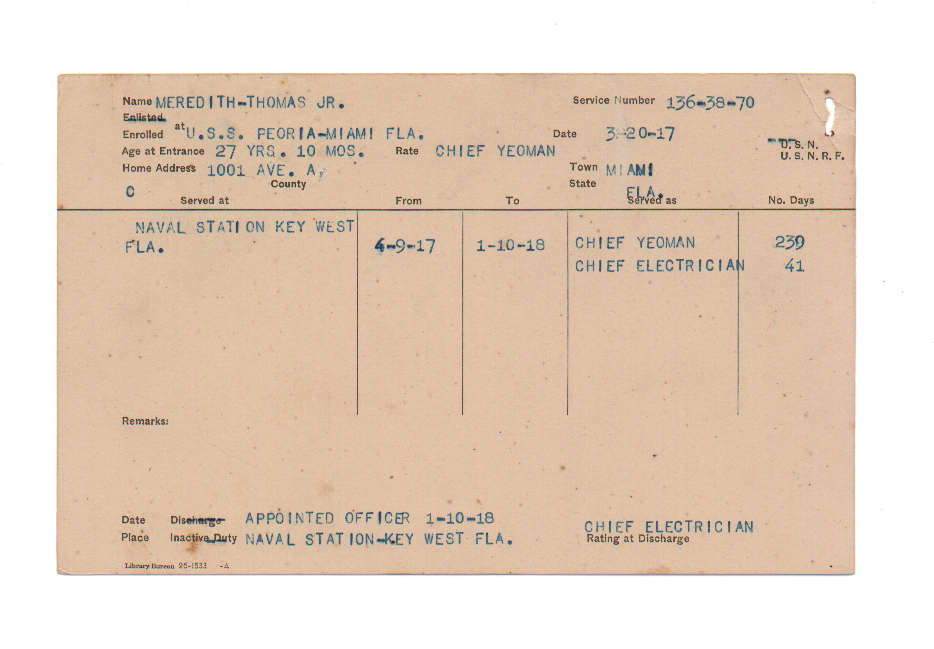 Name MEREDITH-THOMAS JR. Service Number 136-38-70
Enlisted
Enrolled at U.S.S. PEORIA-MIAMI FLA. Date 3-20-17
U. S. N.
Age at Entrance 27 YRS. 10 MOS. Rate CHIEF YEOMAN U. S. N. R. F.
Home Address 1001 AVE. A, Town MIAMI
C County State FLA.
Served at From To Served as No. Days
NAVAL STATION KEY WEST
FLA. 4-9-17 1-10-18 CHIEF YEOMAN 239
CHIEF ELECTRICIAN 41
Remarks:
Date Discharge APPOINTED OFFICER 1-10-18
CHIEF ELECTRICIAN
Place Inactive Duty NAVAL STATION-KEY WEST FLA. Rating at Discharge
Library Bureau 26-1533 -A